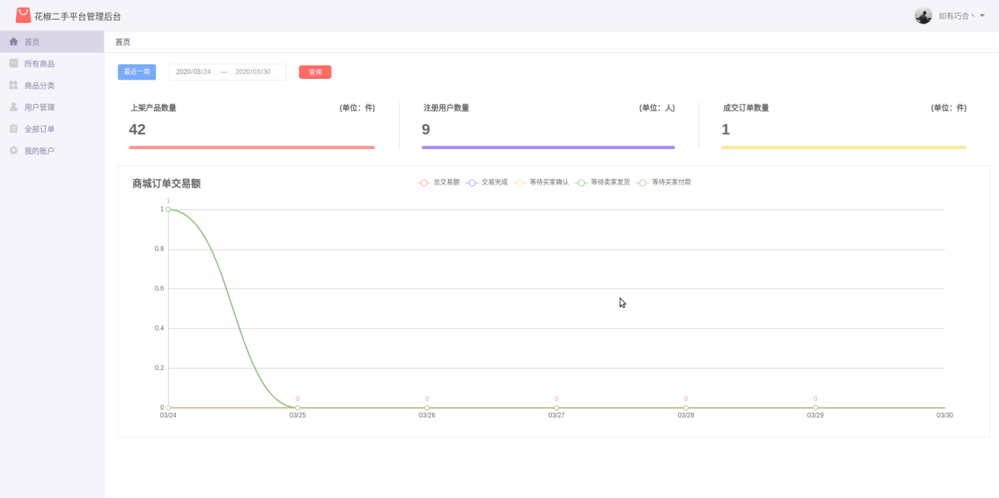 花椒二手平台管理后台
如有巧合丶
首页
所有商品
商品分类
用户管理
全部订单
我的账户
首页
最近一周 2020/03/24 — 2020/03/30 查询
上架产品数量 (单位：件) 注册用户数量 (单位：人) 成交订单数量 (单位：件)
42 9 1
商城订单交易额 总交易额 交易完成 等待买家确认 等待卖家发货 等待买家付款
1
1
0.8
0.6
0.4
0.2
0 0 0 0 0
0
03/24 03/25 03/26 03/27 03/28 03/29 03/30